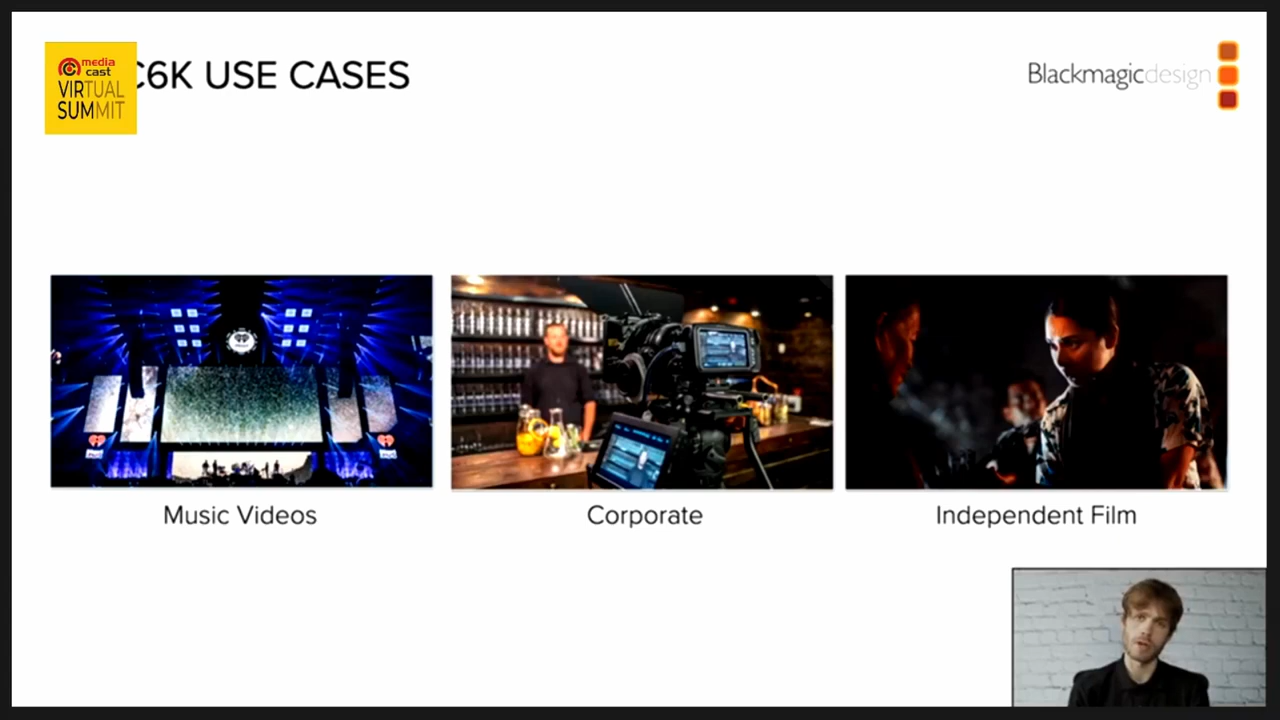 media
cast
VIRTUAL
SUMMIT
C6K USE CASES
Blackmagicdesign
Music Videos
Corporate
Independent Film